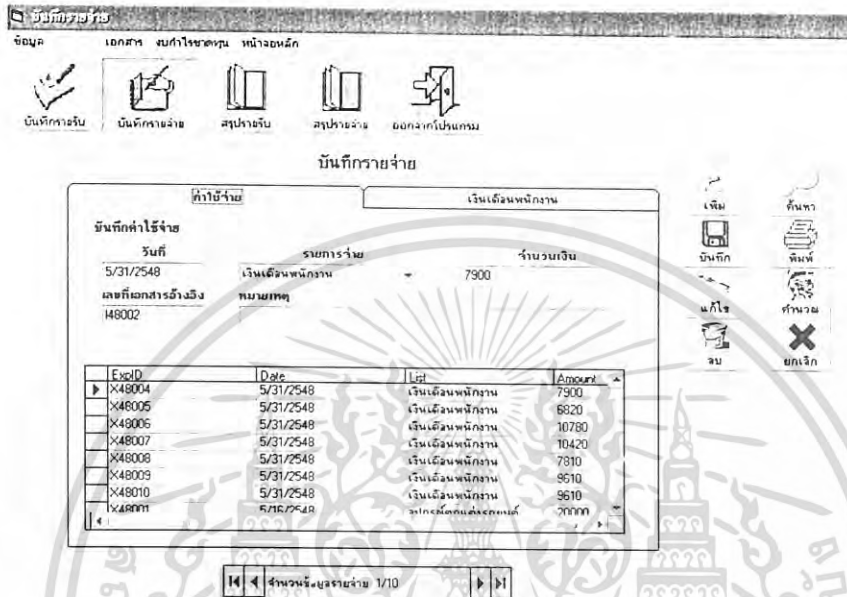 บันทึกรายจ่าย
ข้อมูล เอกสาร งบกำไรขาดทุน หน้าจอหลัก
บันทึกรายรับ บันทึกรายจ่าย สรุปรายรับ สรุปรายจ่าย ออกจากโปรแกรม
บันทึกรายจ่าย
ค่าใช้จ่าย เงินเดือนพนักงาน
เพิ่ม ค้นหา
บันทึก พิมพ์
แก้ไข คำนวณ
ลบ ยกเลิก
บันทึกค่าใช้จ่าย
วันที่ รายการจ่าย จำนวนเงิน
5/31/2548 เงินเดือนพนักงาน 7900
เลขที่เอกสารอ้างอิง หมายเหตุ
I48002
ExpID Date List Amount
X48004 5/31/2548 เงินเดือนพนักงาน 7900
X48005 5/31/2548 เงินเดือนพนักงาน 6820
X48006 5/31/2548 เงินเดือนพนักงาน 10780
X48007 5/31/2548 เงินเดือนพนักงาน 10420
X48008 5/31/2548 เงินเดือนพนักงาน 7810
X48009 5/31/2548 เงินเดือนพนักงาน 9610
X48010 5/31/2548 เงินเดือนพนักงาน 9610
X48001 5/16/2548 อุปกรณ์ตกแต่งรถยนต์ 20000
จำนวนข้อมูลรายจ่าย 1/10